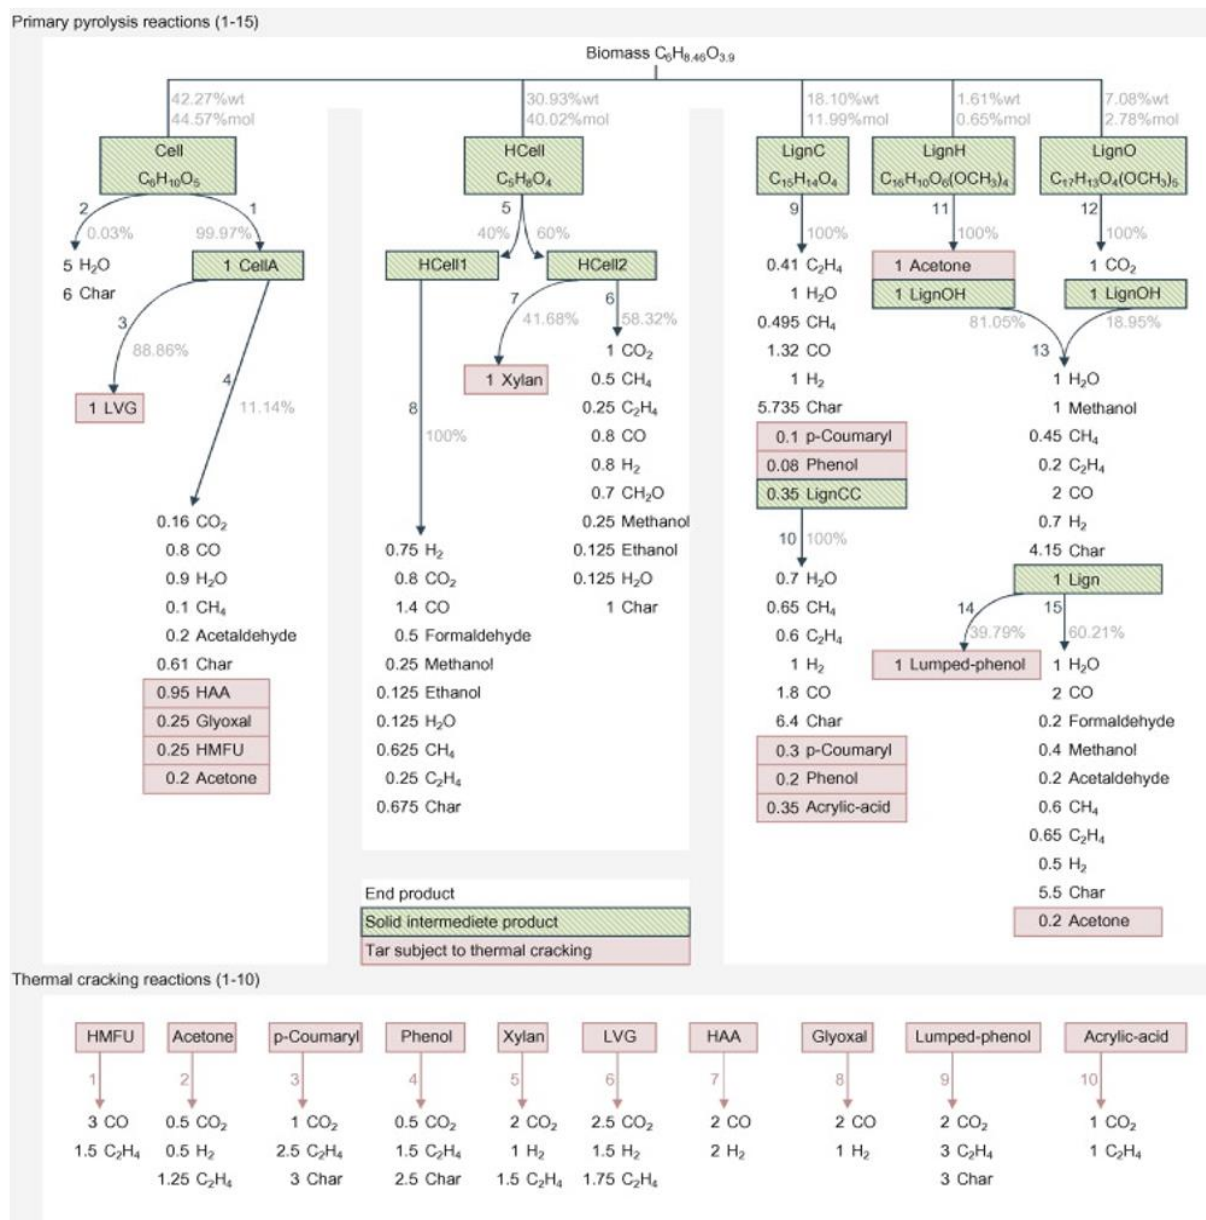 Primary pyrolysis reactions (1-15)
Biomass C₆H₈.₄₆O₃.₉
42.27%wt
44.57%mol
30.93%wt
40.02%mol
18.10%wt
11.99%mol
1.61%wt
0.65%mol
7.08%wt
2.78%mol
Cell
C₆H₁₀O₅
HCell
C₅H₈O₄
LignC
C₁₅H₁₄O₄
LignH
C₁₆H₁₀O₆(OCH₃)₄
LignO
C₁₇H₁₃O₄(OCH₃)₅
2
0.03%
1
99.97%
5 H₂O
6 Char
1 CellA
3
88.86%
4
11.14%
1 LVG
0.16 CO₂
0.8 CO
0.9 H₂O
0.1 CH₄
0.2 Acetaldehyde
0.61 Char
0.95 HAA
0.25 Glyoxal
0.25 HMFU
0.2 Acetone
5
40%
60%
HCell1
HCell2
7
41.68%
6
58.32%
1 Xylan
8
100%
1 CO₂
0.5 CH₄
0.25 C₂H₄
0.8 CO
0.8 H₂
0.7 CH₂O
0.25 Methanol
0.125 Ethanol
0.125 H₂O
1 Char
0.75 H₂
0.8 CO₂
1.4 CO
0.5 Formaldehyde
0.25 Methanol
0.125 Ethanol
0.125 H₂O
0.625 CH₄
0.25 C₂H₄
0.675 Char
9
100%
0.41 C₂H₄
1 H₂O
0.495 CH₄
1.32 CO
1 H₂
5.735 Char
0.1 p-Coumaryl
0.08 Phenol
0.35 LignCC
10
100%
0.7 H₂O
0.65 CH₄
0.6 C₂H₄
1 H₂
1.8 CO
6.4 Char
0.3 p-Coumaryl
0.2 Phenol
0.35 Acrylic-acid
11
100%
1 Acetone
1 LignOH
81.05%
12
100%
1 CO₂
1 LignOH
18.95%
13
1 H₂O
1 Methanol
0.45 CH₄
0.2 C₂H₄
2 CO
0.7 H₂
4.15 Char
1 Lign
14
39.79%
15
60.21%
1 Lumped-phenol
1 H₂O
2 CO
0.2 Formaldehyde
0.4 Methanol
0.2 Acetaldehyde
0.6 CH₄
0.65 C₂H₄
0.5 H₂
5.5 Char
0.2 Acetone
End product
Solid intermediete product
Tar subject to thermal cracking
Thermal cracking reactions (1-10)
HMFU
1
3 CO
1.5 C₂H₄
Acetone
2
0.5 CO₂
0.5 H₂
1.25 C₂H₄
p-Coumaryl
3
1 CO₂
2.5 C₂H₄
3 Char
Phenol
4
0.5 CO₂
1.5 C₂H₄
2.5 Char
Xylan
5
2 CO₂
1 H₂
1.5 C₂H₄
LVG
6
2.5 CO₂
1.5 H₂
1.75 C₂H₄
HAA
7
2 CO
2 H₂
Glyoxal
8
2 CO
1 H₂
Lumped-phenol
9
2 CO₂
3 C₂H₄
3 Char
Acrylic-acid
10
1 CO₂
1 C₂H₄